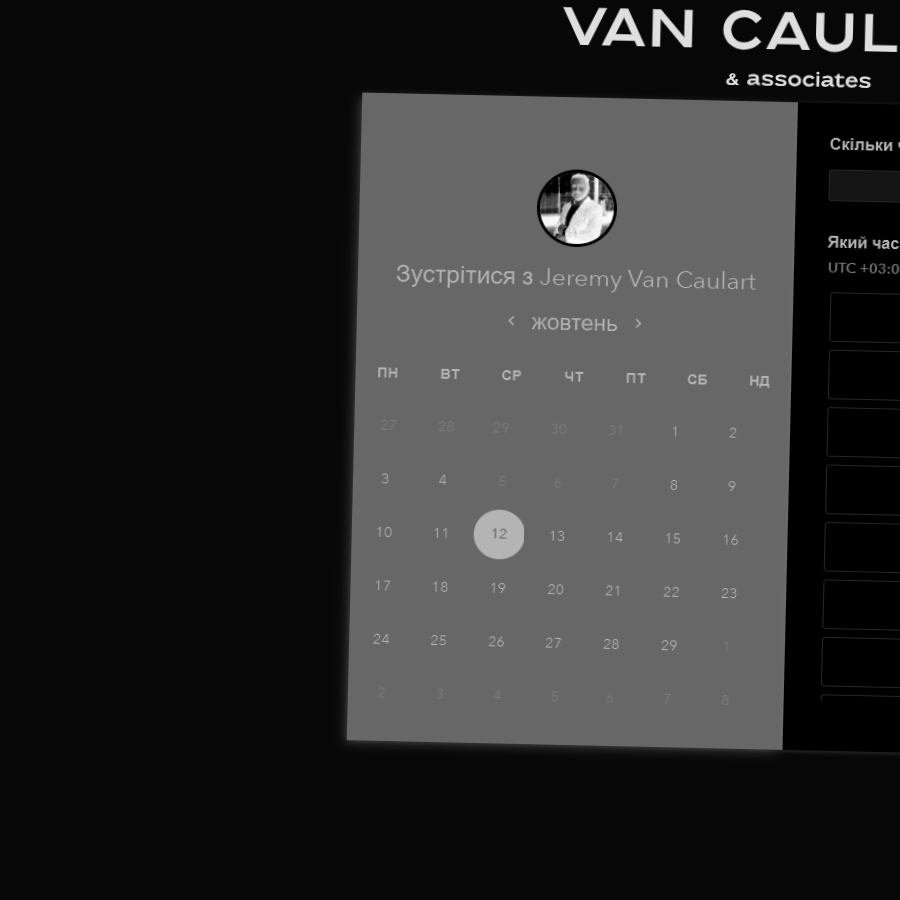 VAN CAUL
& associates
Зустрітися з Jeremy Van Caulart
жовтень
ПН ВТ СР ЧТ ПТ СБ НД
27 28 29 30 31 1 2
3 4 5 6 7 8 9
10 11 12 13 14 15 16
17 18 19 20 21 22 23
24 25 26 27 28 29 1
2 3 4 5 6 7 8
Скільки
Який час
UTC +03:0